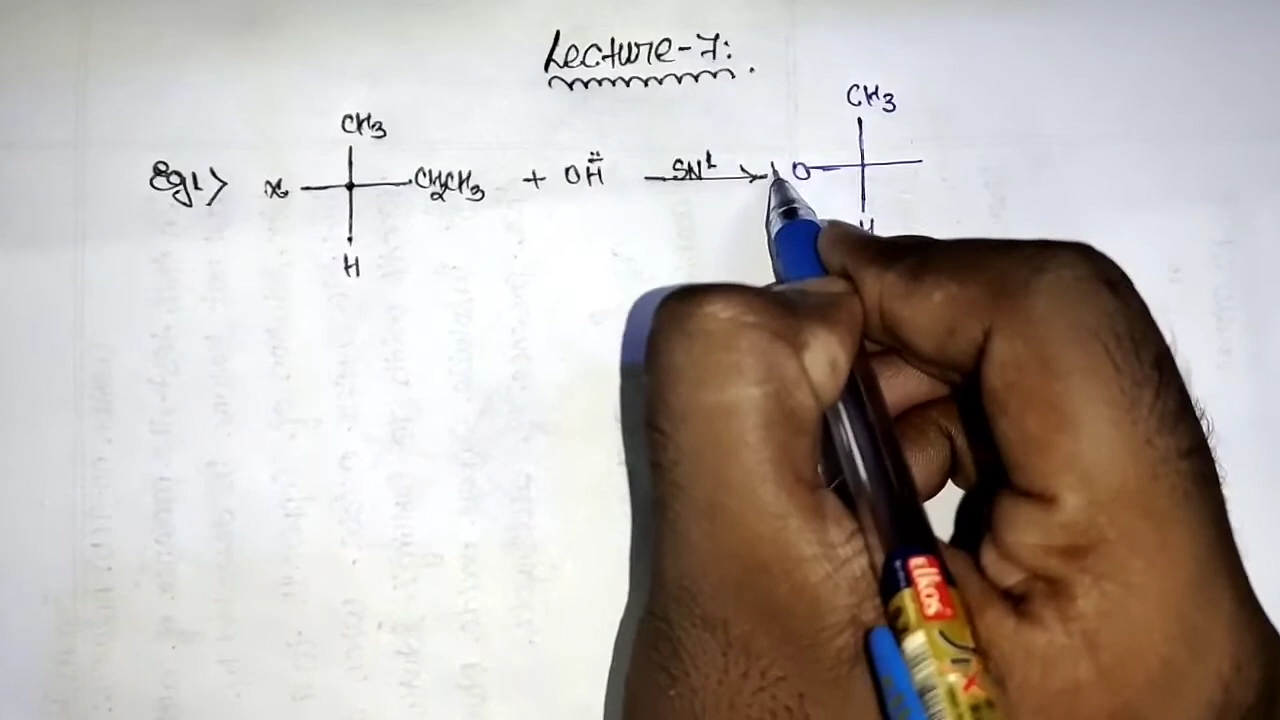 Lecture-7:
CH3 CH3
Eg1> X CH2CH3 + OH SN1 O
H H
elkos